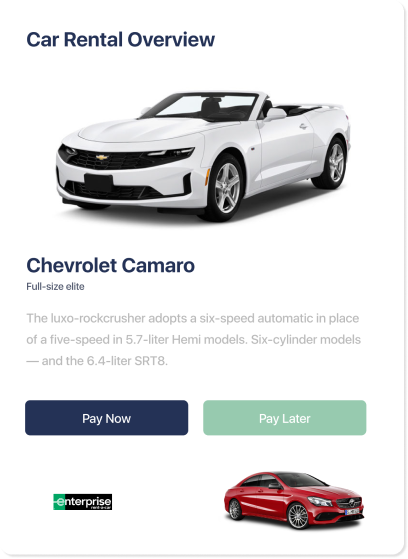 Car Rental Overview
Chevrolet Camaro
Full-size elite
The luxo-rockcrusher adopts a six-speed automatic in place
of a five-speed in 5.7-liter Hemi models. Six-cylinder models
— and the 6.4-liter SRT8.
Pay Now
Pay Later
enterprise
rent-a-car